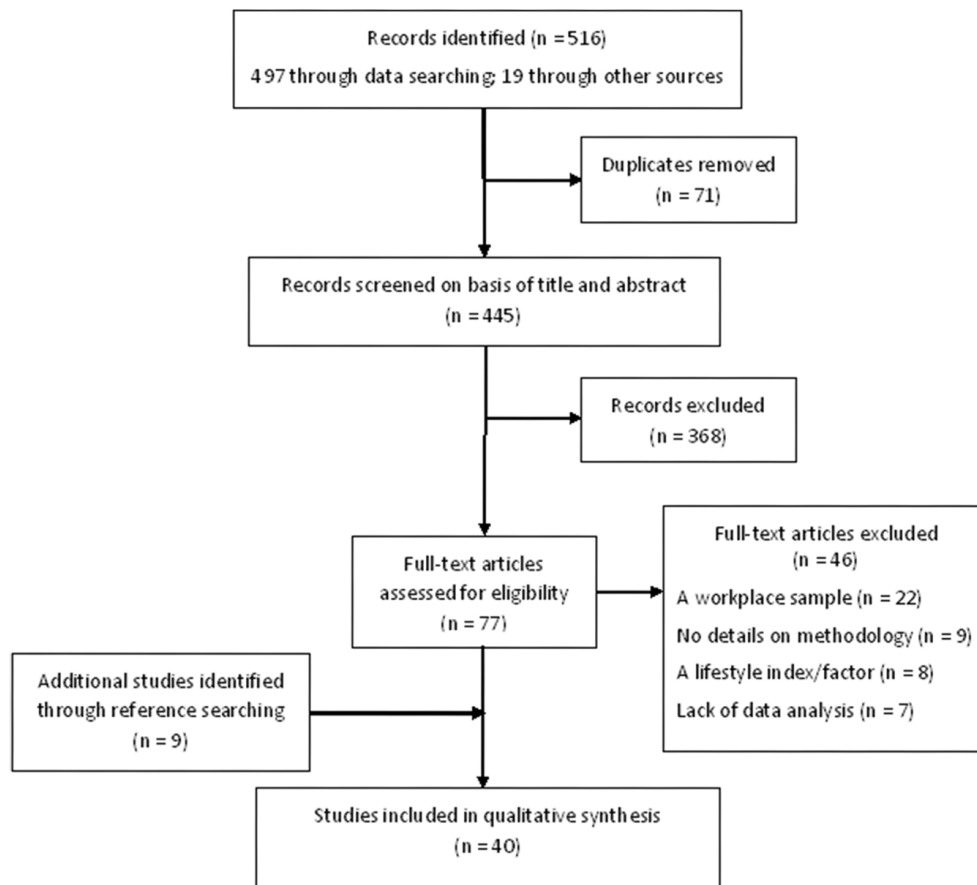 Records identified (n = 516)
497 through data searching; 19 through other sources
Duplicates removed
(n = 71)
Records screened on basis of title and abstract
(n = 445)
Records excluded
(n = 368)
Full-text articles
assessed for eligibility
(n = 77)
Full-text articles excluded
(n = 46)
A workplace sample (n = 22)
No details on methodology (n = 9)
A lifestyle index/factor (n = 8)
Lack of data analysis (n = 7)
Additional studies identified
through reference searching
(n = 9)
Studies included in qualitative synthesis
(n = 40)